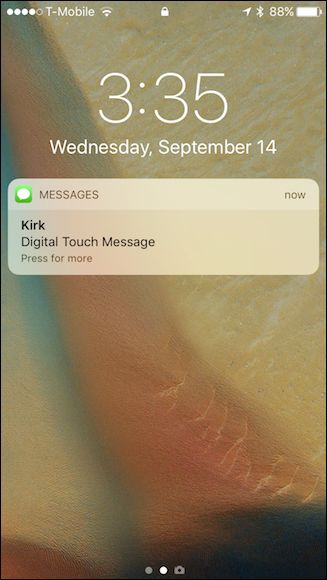 T-Mobile 88%
3:35
Wednesday, September 14
MESSAGES now
Kirk
Digital Touch Message
Press for more